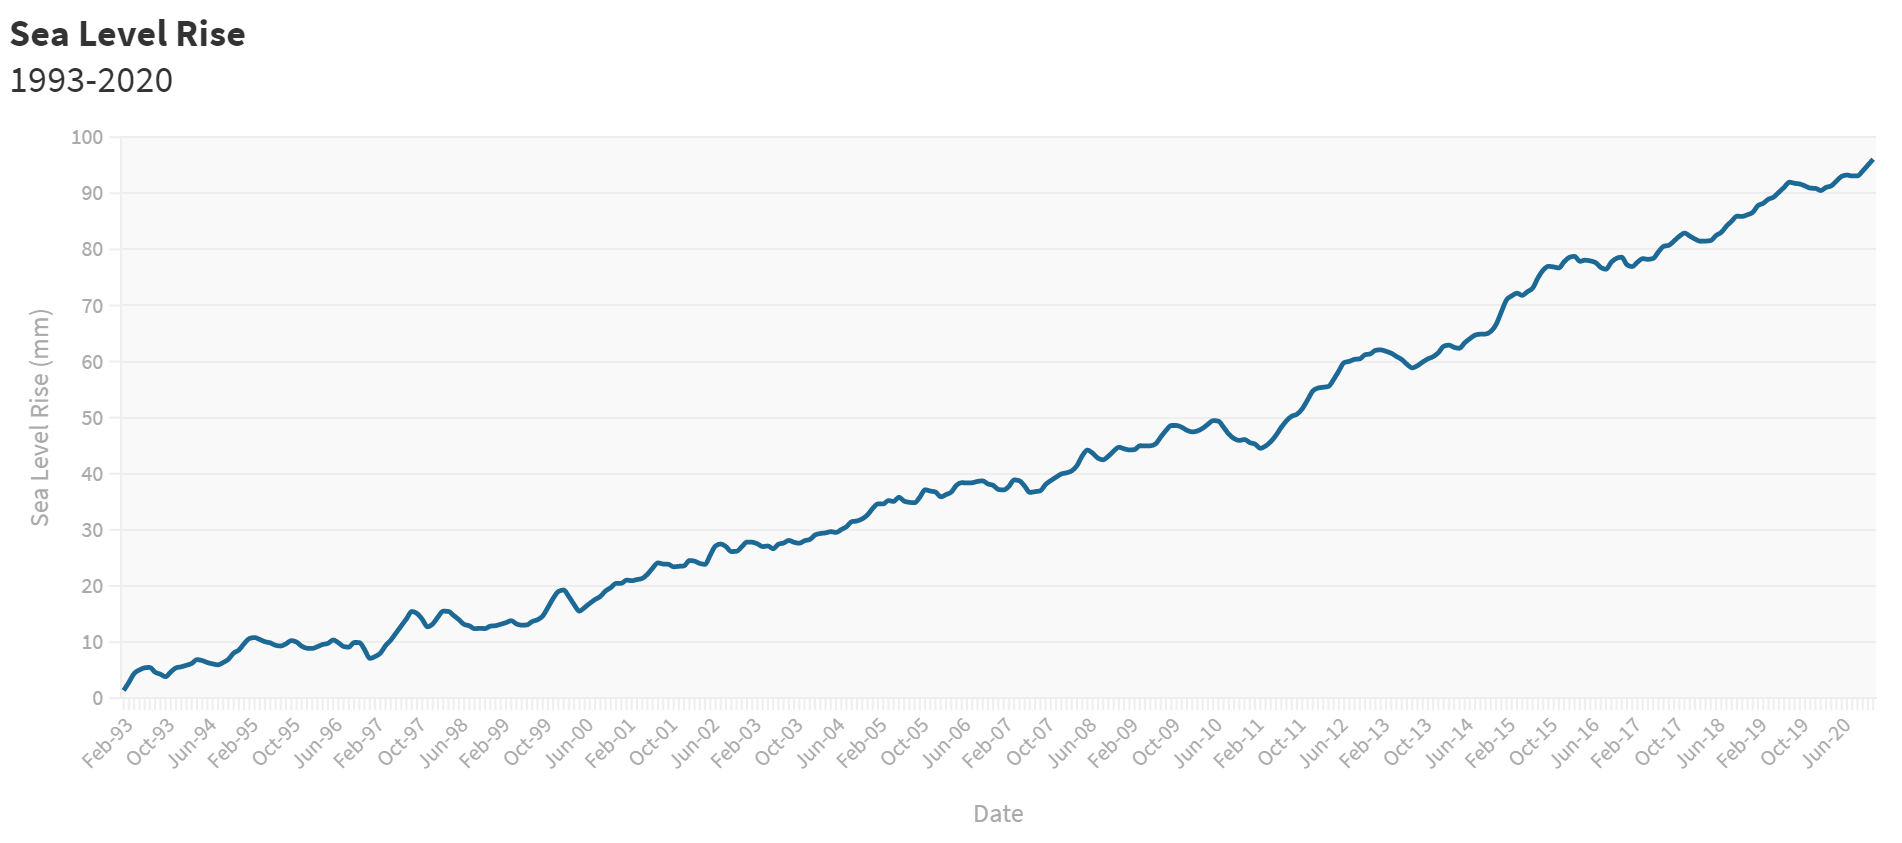 Sea Level Rise
1993-2020
100
90
80
70
60
50
40
30
20
10
0
Sea Level Rise (mm)
Feb-93
Oct-93
Jun-94
Feb-95
Oct-95
Jun-96
Feb-97
Oct-97
Jun-98
Feb-99
Oct-99
Jun-00
Feb-01
Oct-01
Jun-02
Feb-03
Oct-03
Jun-04
Feb-05
Oct-05
Jun-06
Feb-07
Oct-07
Jun-08
Feb-09
Oct-09
Jun-10
Feb-11
Oct-11
Jun-12
Feb-13
Oct-13
Jun-14
Feb-15
Oct-15
Jun-16
Feb-17
Oct-17
Jun-18
Feb-19
Oct-19
Jun-20
Date